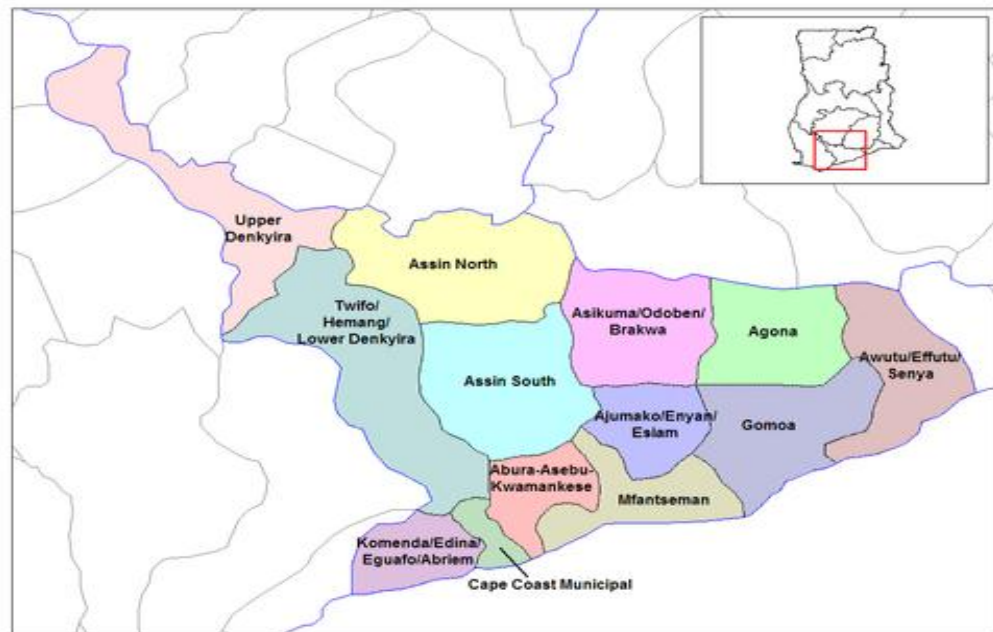 Upper
Denkyira
Assin North
Twifo/
Hemang/
Lower Denkyira
Asikuma/Odoben/
Brakwa
Agona
Awutu/Effutu/
Senya
Assin South
Ajumako/Enyan/
Eslam
Gomoa
Abura-Asebu-
Kwamankese
Mfantseman
Komenda/Edina/
Eguafo/Abriem
Cape Coast Municipal